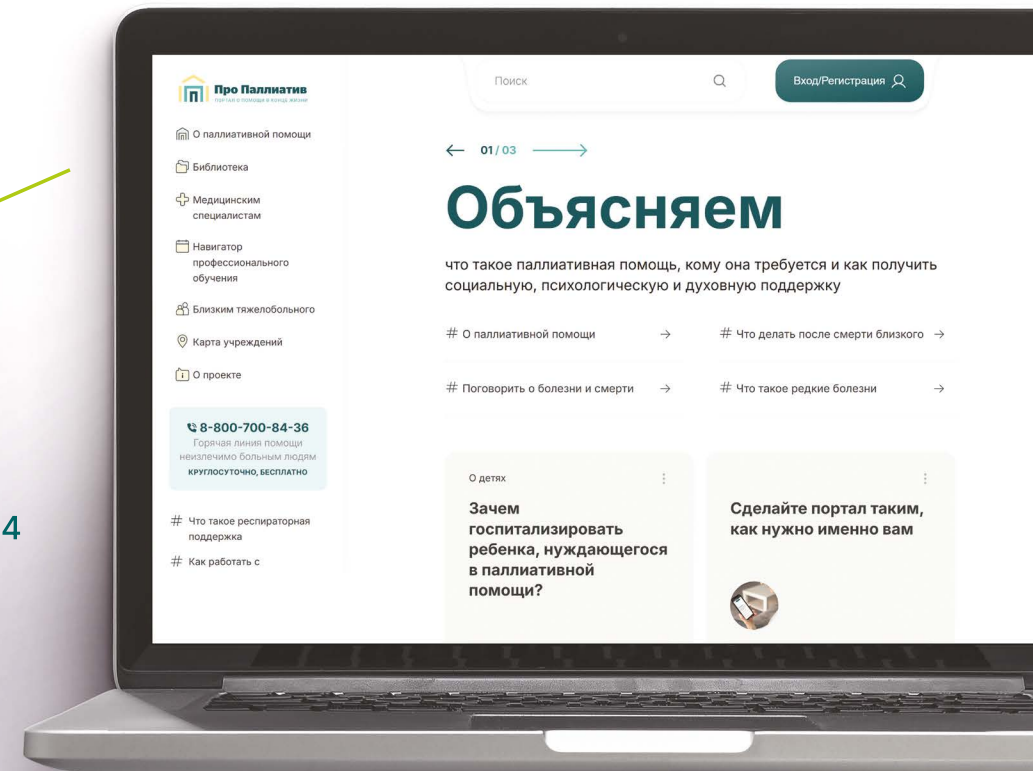 Про Паллиатив
ПОРТАЛ О ПОМОЩИ В КОНЦЕ ЖИЗНИ
О паллиативной помощи
Библиотека
Медицинским
специалистам
Навигатор
профессионального
обучения
Близким тяжелобольного
Карта учреждений
О проекте
8-800-700-84-36
Горячая линия помощи
неизлечимо больным людям
КРУГЛОСУТОЧНО, БЕСПЛАТНО
# Что такое респираторная
поддержка
# Как работать с
Поиск
Вход/Регистрация
← 01 / 03 →
Объясняем
что такое паллиативная помощь, кому она требуется и как получить
социальную, психологическую и духовную поддержку
# О паллиативной помощи →
# Что делать после смерти близкого →
# Поговорить о болезни и смерти →
# Что такое редкие болезни →
О детях
Зачем
госпитализировать
ребенка, нуждающегося
в паллиативной
помощи?
Сделайте портал таким,
как нужно именно вам
4